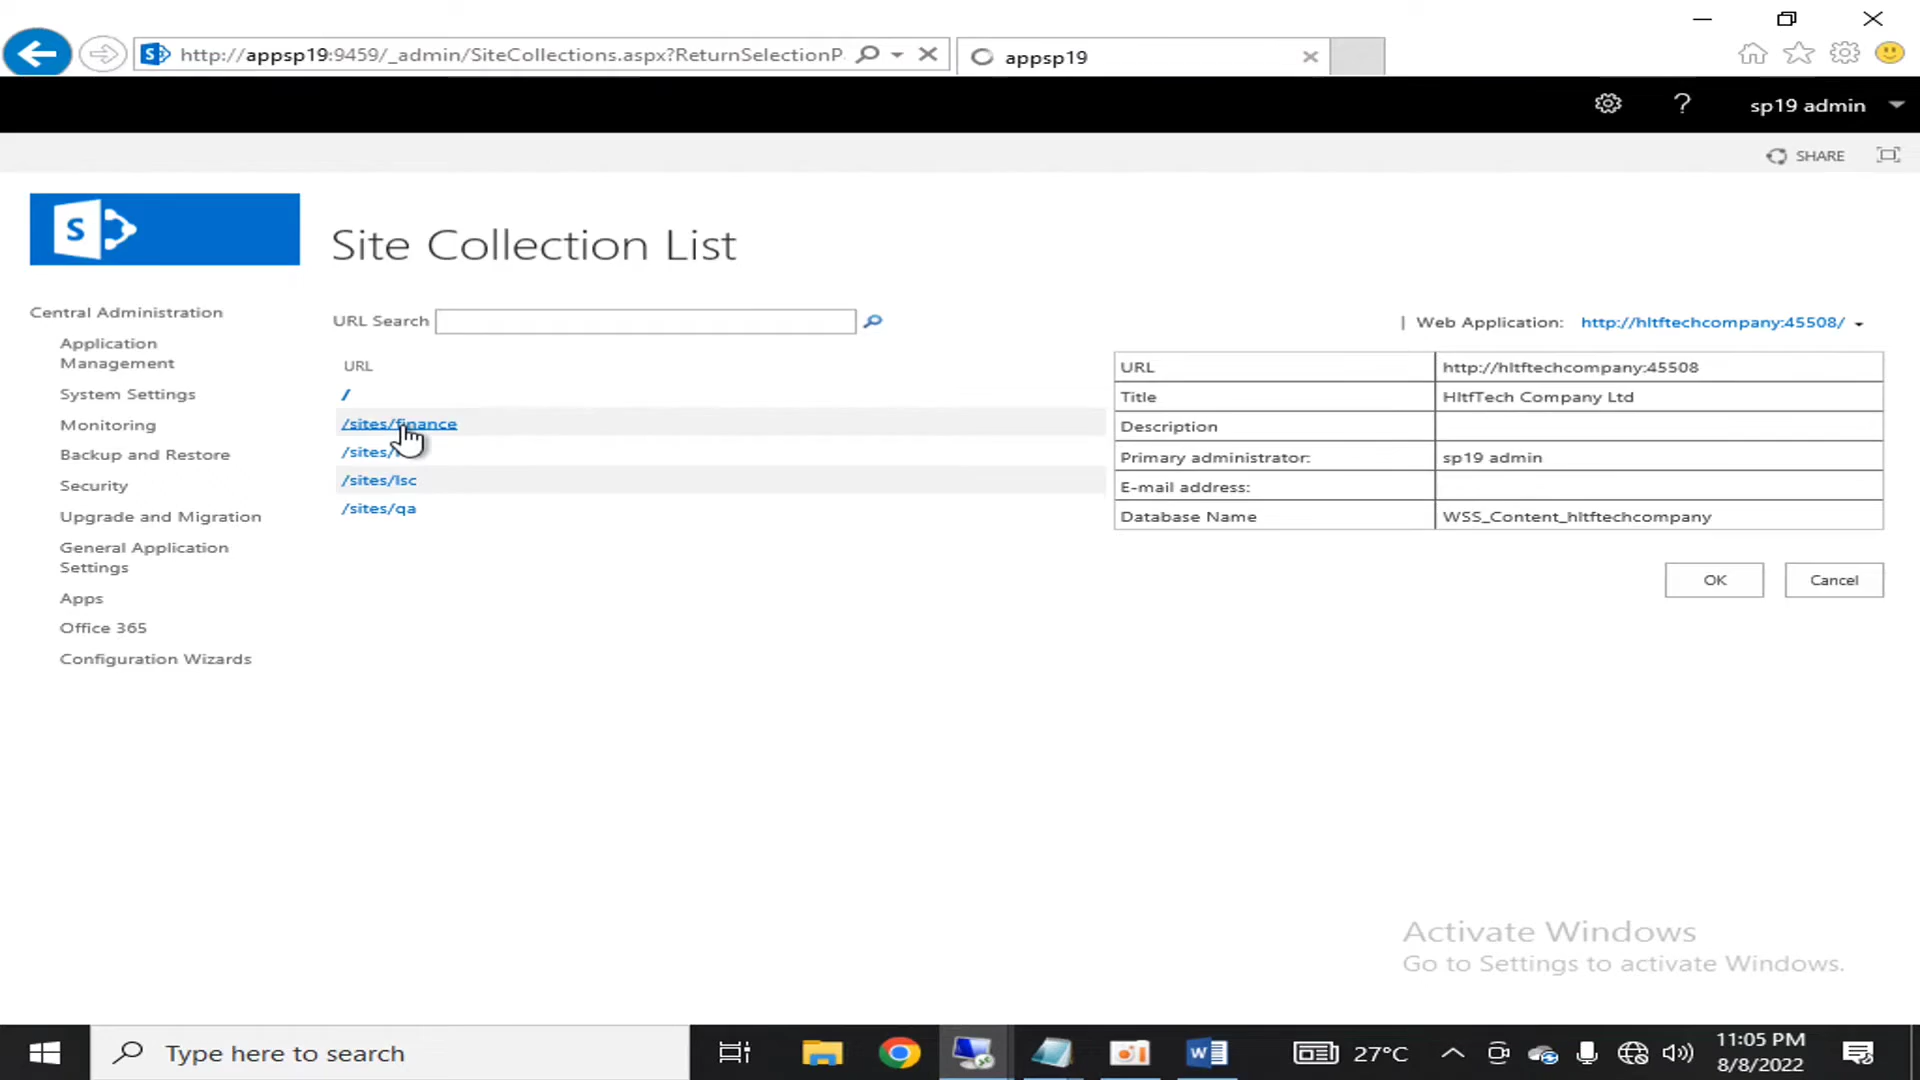 http://appsp19:9459/_admin/SiteCollections.aspx?ReturnSelectionP
appsp19
sp19 admin
SHARE
S
Site Collection List
Central Administration
Application Management
System Settings
Monitoring
Backup and Restore
Security
Upgrade and Migration
General Application Settings
Apps
Office 365
Configuration Wizards
URL Search
Web Application: http://hltftechcompany:45508/
URL
/
/sites/finance
/sites/
/sites/lsc
/sites/qa
URL http://hltftechcompany:45508
Title HltfTech Company Ltd
Description
Primary administrator: sp19 admin
E-mail address:
Database Name WSS_Content_hltftechcompany
OK Cancel
Activate Windows
Go to Settings to activate Windows.
Type here to search
27°C
11:05 PM
8/8/2022